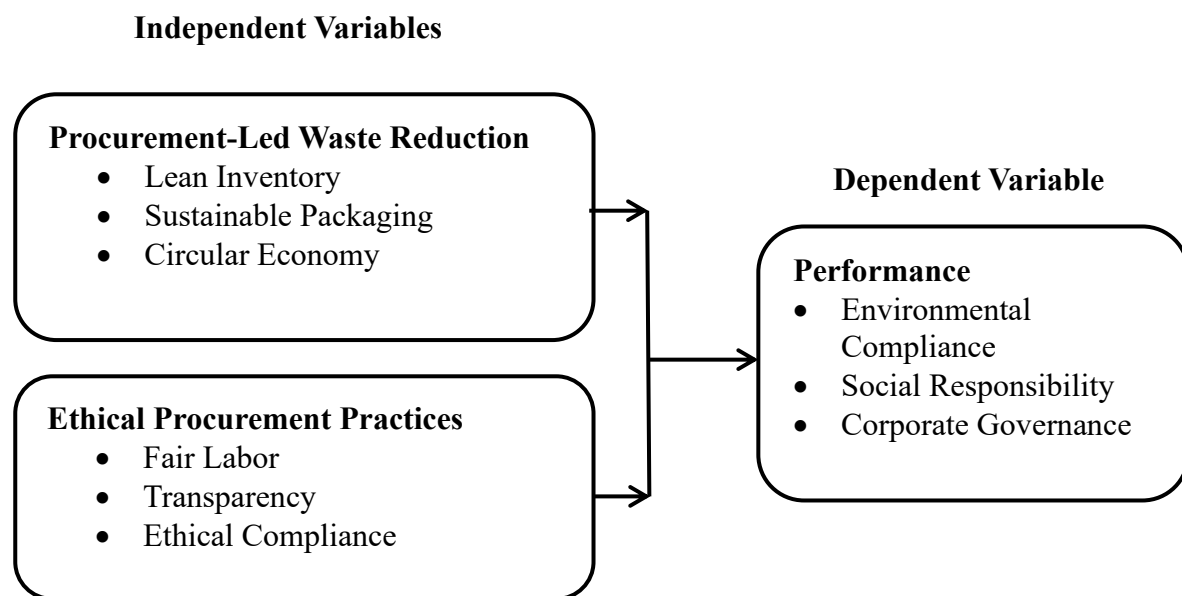 Independent Variables
Procurement-Led Waste Reduction
• Lean Inventory
• Sustainable Packaging
• Circular Economy
Ethical Procurement Practices
• Fair Labor
• Transparency
• Ethical Compliance
Dependent Variable
Performance
• Environmental
Compliance
• Social Responsibility
• Corporate Governance